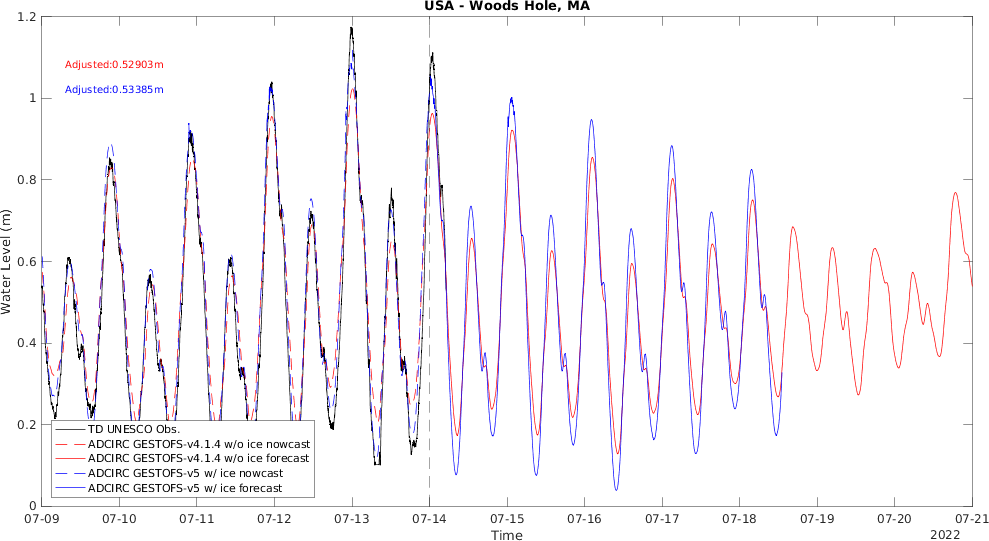 USA - Woods Hole, MA
Adjusted:0.52903m
Adjusted:0.53385m
Water Level (m)
1.2
1
0.8
0.6
0.4
0.2
0
TD UNESCO Obs.
ADCIRC GESTOFS-v4.1.4 w/o ice nowcast
ADCIRC GESTOFS-v4.1.4 w/o ice forecast
ADCIRC GESTOFS-v5 w/ ice nowcast
ADCIRC GESTOFS-v5 w/ ice forecast
07-09 07-10 07-11 07-12 07-13 07-14 07-15 07-16 07-17 07-18 07-19 07-20 07-21
Time
2022